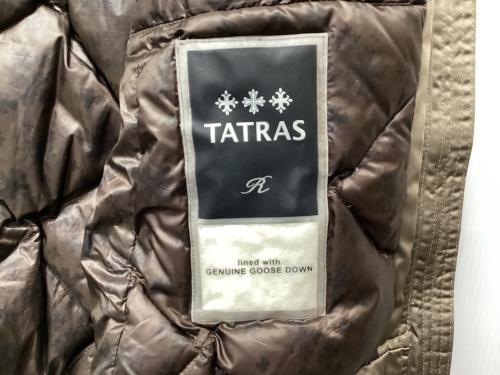 TATRAS
R
lined with
GENUINE GOOSE DOWN